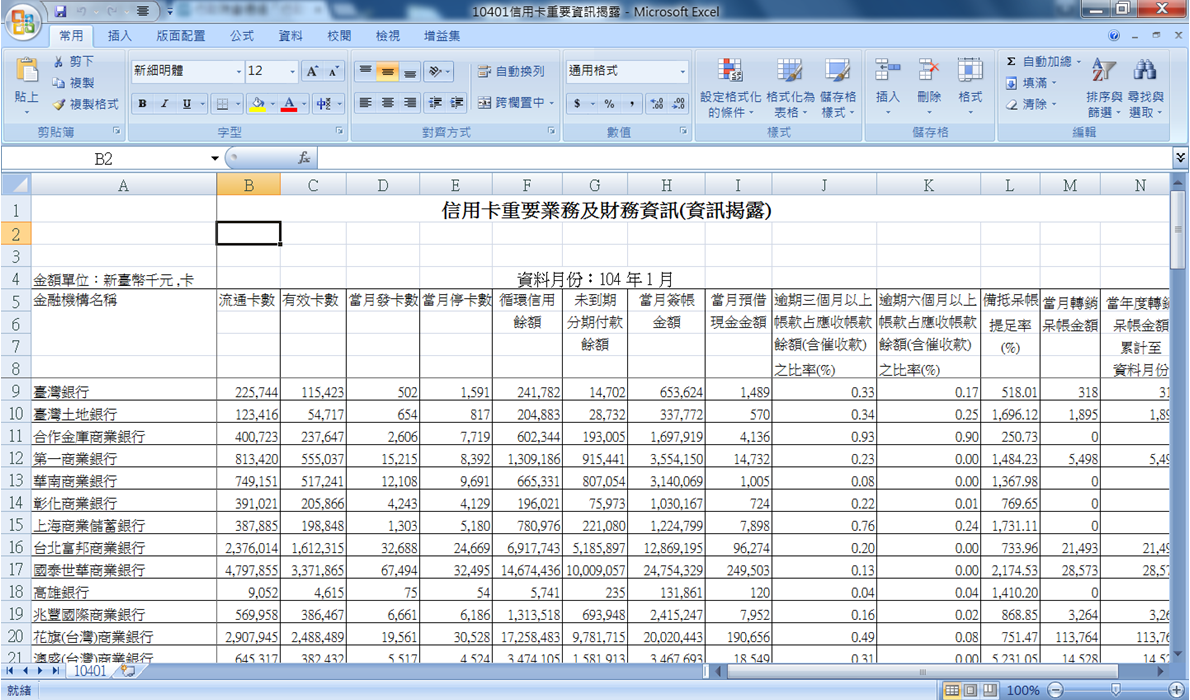 10401信用卡重要資訊揭露 - Microsoft Excel
常用 插入 版面配置 公式 資料 校閱 檢視 增益集
貼上 剪下 複製 複製格式 剪貼簿
新細明體 12 B I U A 字型
自動換列 跨欄置中 對齊方式
通用格式 $ % , 數值
設定格式化的條件 格式化為表格 儲存格樣式 樣式
插入 刪除 格式 儲存格
Σ 自動加總 填滿 清除 排序與篩選 尋找與選取 編輯
B2 fx
A B C D E F G H I J K L M N
1 信用卡重要業務及財務資訊(資訊揭露)
2
3
4 金額單位：新臺幣千元,卡 資料月份：104 年 1 月
5 金融機構名稱 流通卡數 有效卡數 當月發卡數 當月停卡數 循環信用 未到期 當月簽帳 當月預借 逾期三個月以上 逾期六個月以上 備抵呆帳 當月轉銷 當年度轉銷
6 餘額 分期付款 金額 現金金額 帳款占應收帳款 帳款占應收帳款 提足率 呆帳金額 呆帳金額
7 餘額 餘額(含催收款) 餘額(含催收款) (%) 累計至
8 之比率(%) 之比率(%) 資料月份
9 臺灣銀行 225,744 115,423 502 1,591 241,782 14,702 653,624 1,489 0.33 0.17 518.01 318 31
10 臺灣土地銀行 123,416 54,717 654 817 204,883 28,732 337,772 570 0.34 0.25 1,696.12 1,895 1,89
11 合作金庫商業銀行 400,723 237,647 2,606 7,719 602,344 193,005 1,697,919 4,136 0.93 0.90 250.73 0
12 第一商業銀行 813,420 555,037 15,215 8,392 1,309,186 915,441 3,554,150 14,732 0.23 0.00 1,484.23 5,498 5,49
13 華南商業銀行 749,151 517,241 12,108 9,691 665,331 807,054 3,140,069 1,005 0.08 0.00 1,367.98 0
14 彰化商業銀行 391,021 205,866 4,243 4,129 196,021 75,973 1,030,167 724 0.22 0.01 769.65 0
15 上海商業儲蓄銀行 387,885 198,848 1,303 5,180 780,976 221,080 1,224,799 7,898 0.76 0.24 1,731.11 0
16 台北富邦商業銀行 2,376,014 1,612,315 32,688 24,669 6,917,743 5,185,897 12,869,195 96,274 0.20 0.00 733.96 21,493 21,49
17 國泰世華商業銀行 4,797,855 3,371,865 67,494 32,495 14,674,436 10,009,057 24,754,329 249,503 0.13 0.00 2,174.53 28,573 28,57
18 高雄銀行 9,052 4,615 75 54 5,741 235 131,861 120 0.04 0.04 1,410.20 0
19 兆豐國際商業銀行 569,958 386,467 6,661 6,186 1,313,518 693,948 2,415,247 7,952 0.16 0.02 868.85 3,264 3,26
20 花旗(台灣)商業銀行 2,907,945 2,488,489 19,561 30,528 17,258,483 9,781,715 20,020,443 190,656 0.49 0.08 751.47 113,764 113,76
21 澳盛(台灣)商業銀行 645,317 382,432 5,517 4,524 3,474,105 1,581,913 3,467,693 18,549 0.31 0.00 5,231.05 14,528 14,52
10401
就緒 100%